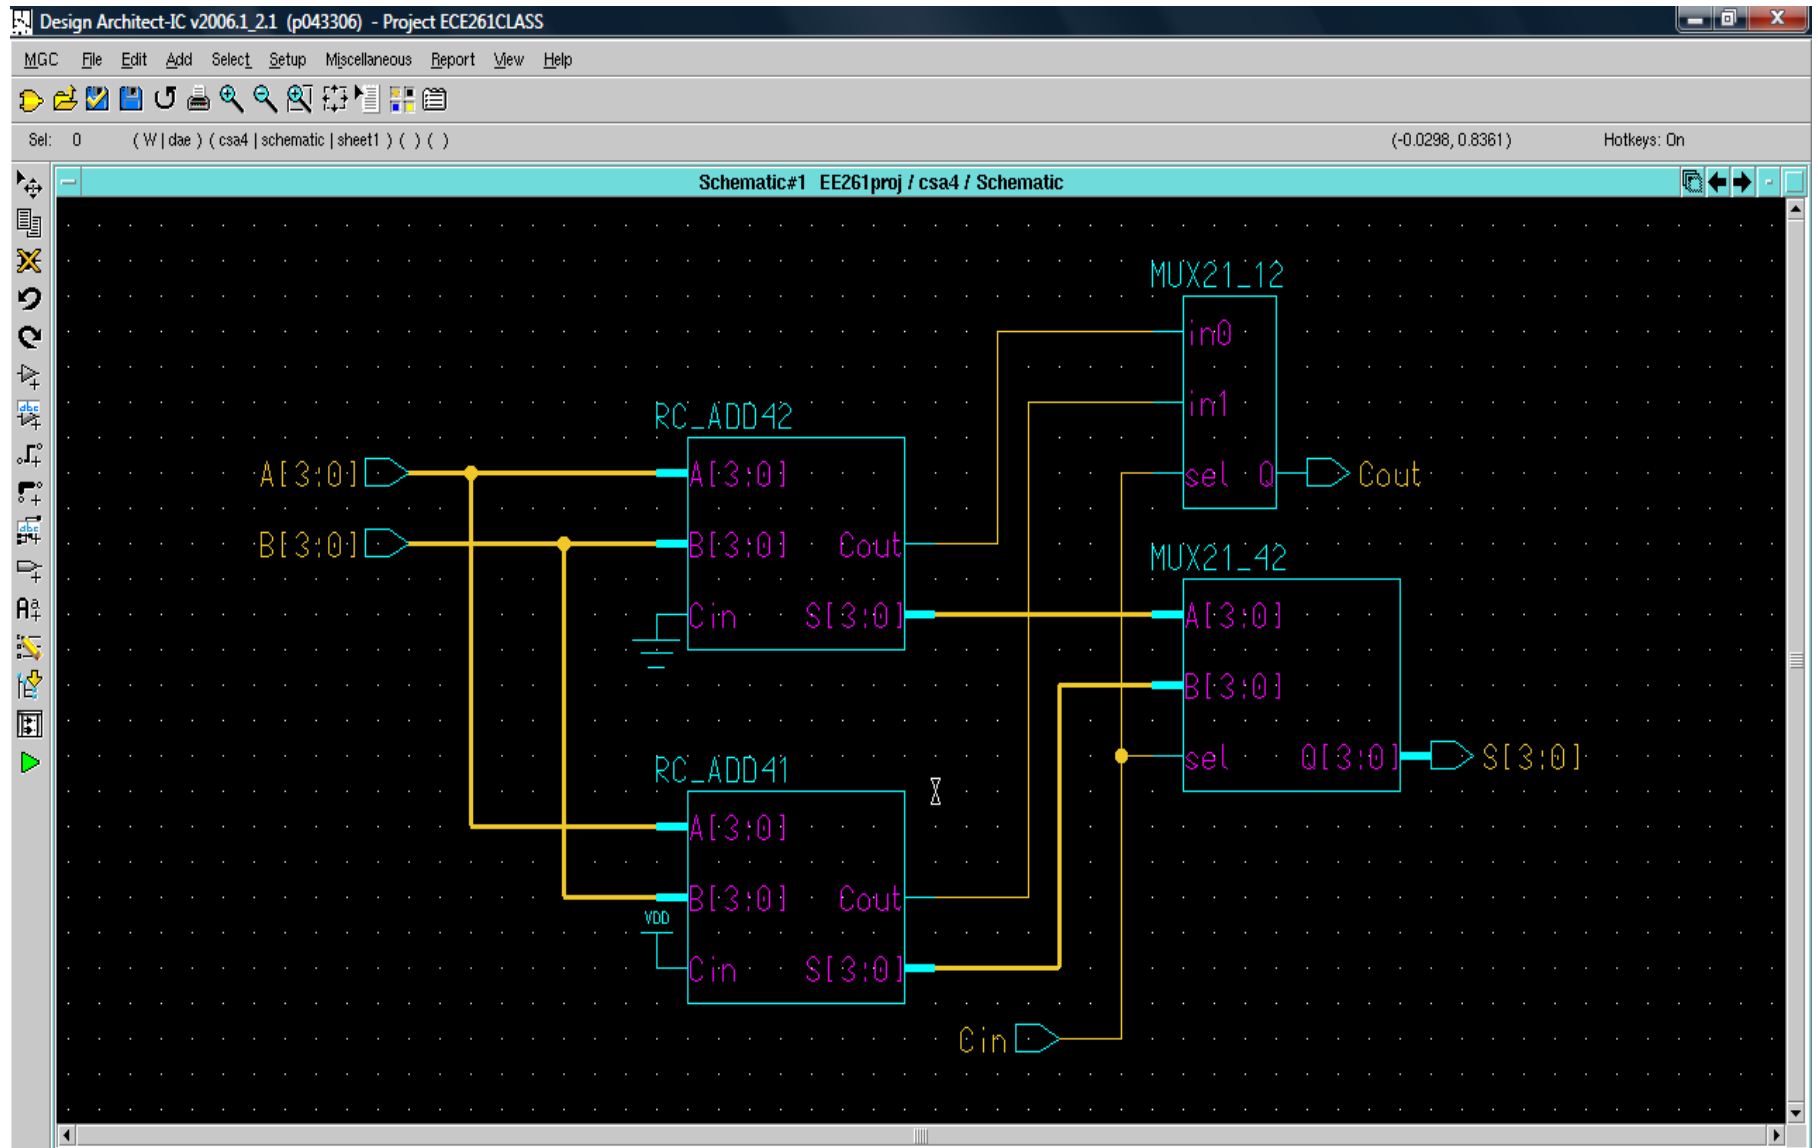 Design Architect-IC v2006.1_2.1 (p043306) - Project ECE261CLASS
MGC File Edit Add Select Setup Miscellaneous Report View Help
Sel: 0 ( W | dae ) ( csa4 | schematic | sheet1 ) ( ) ( ) (-0.0298, 0.8361) Hotkeys: On
Schematic#1 EE261proj / csa4 / Schematic
MUX21_12
in0
in1
sel Q
Cout
RC_ADD42
A[3:0]
A[3:0]
B[3:0]
B[3:0] Cout
Cin S[3:0]
MUX21_42
A[3:0]
B[3:0]
sel Q[3:0]
S[3:0]
RC_ADD41
A[3:0]
B[3:0] Cout
VDD
Cin S[3:0]
Cin
abc
abc
Aa